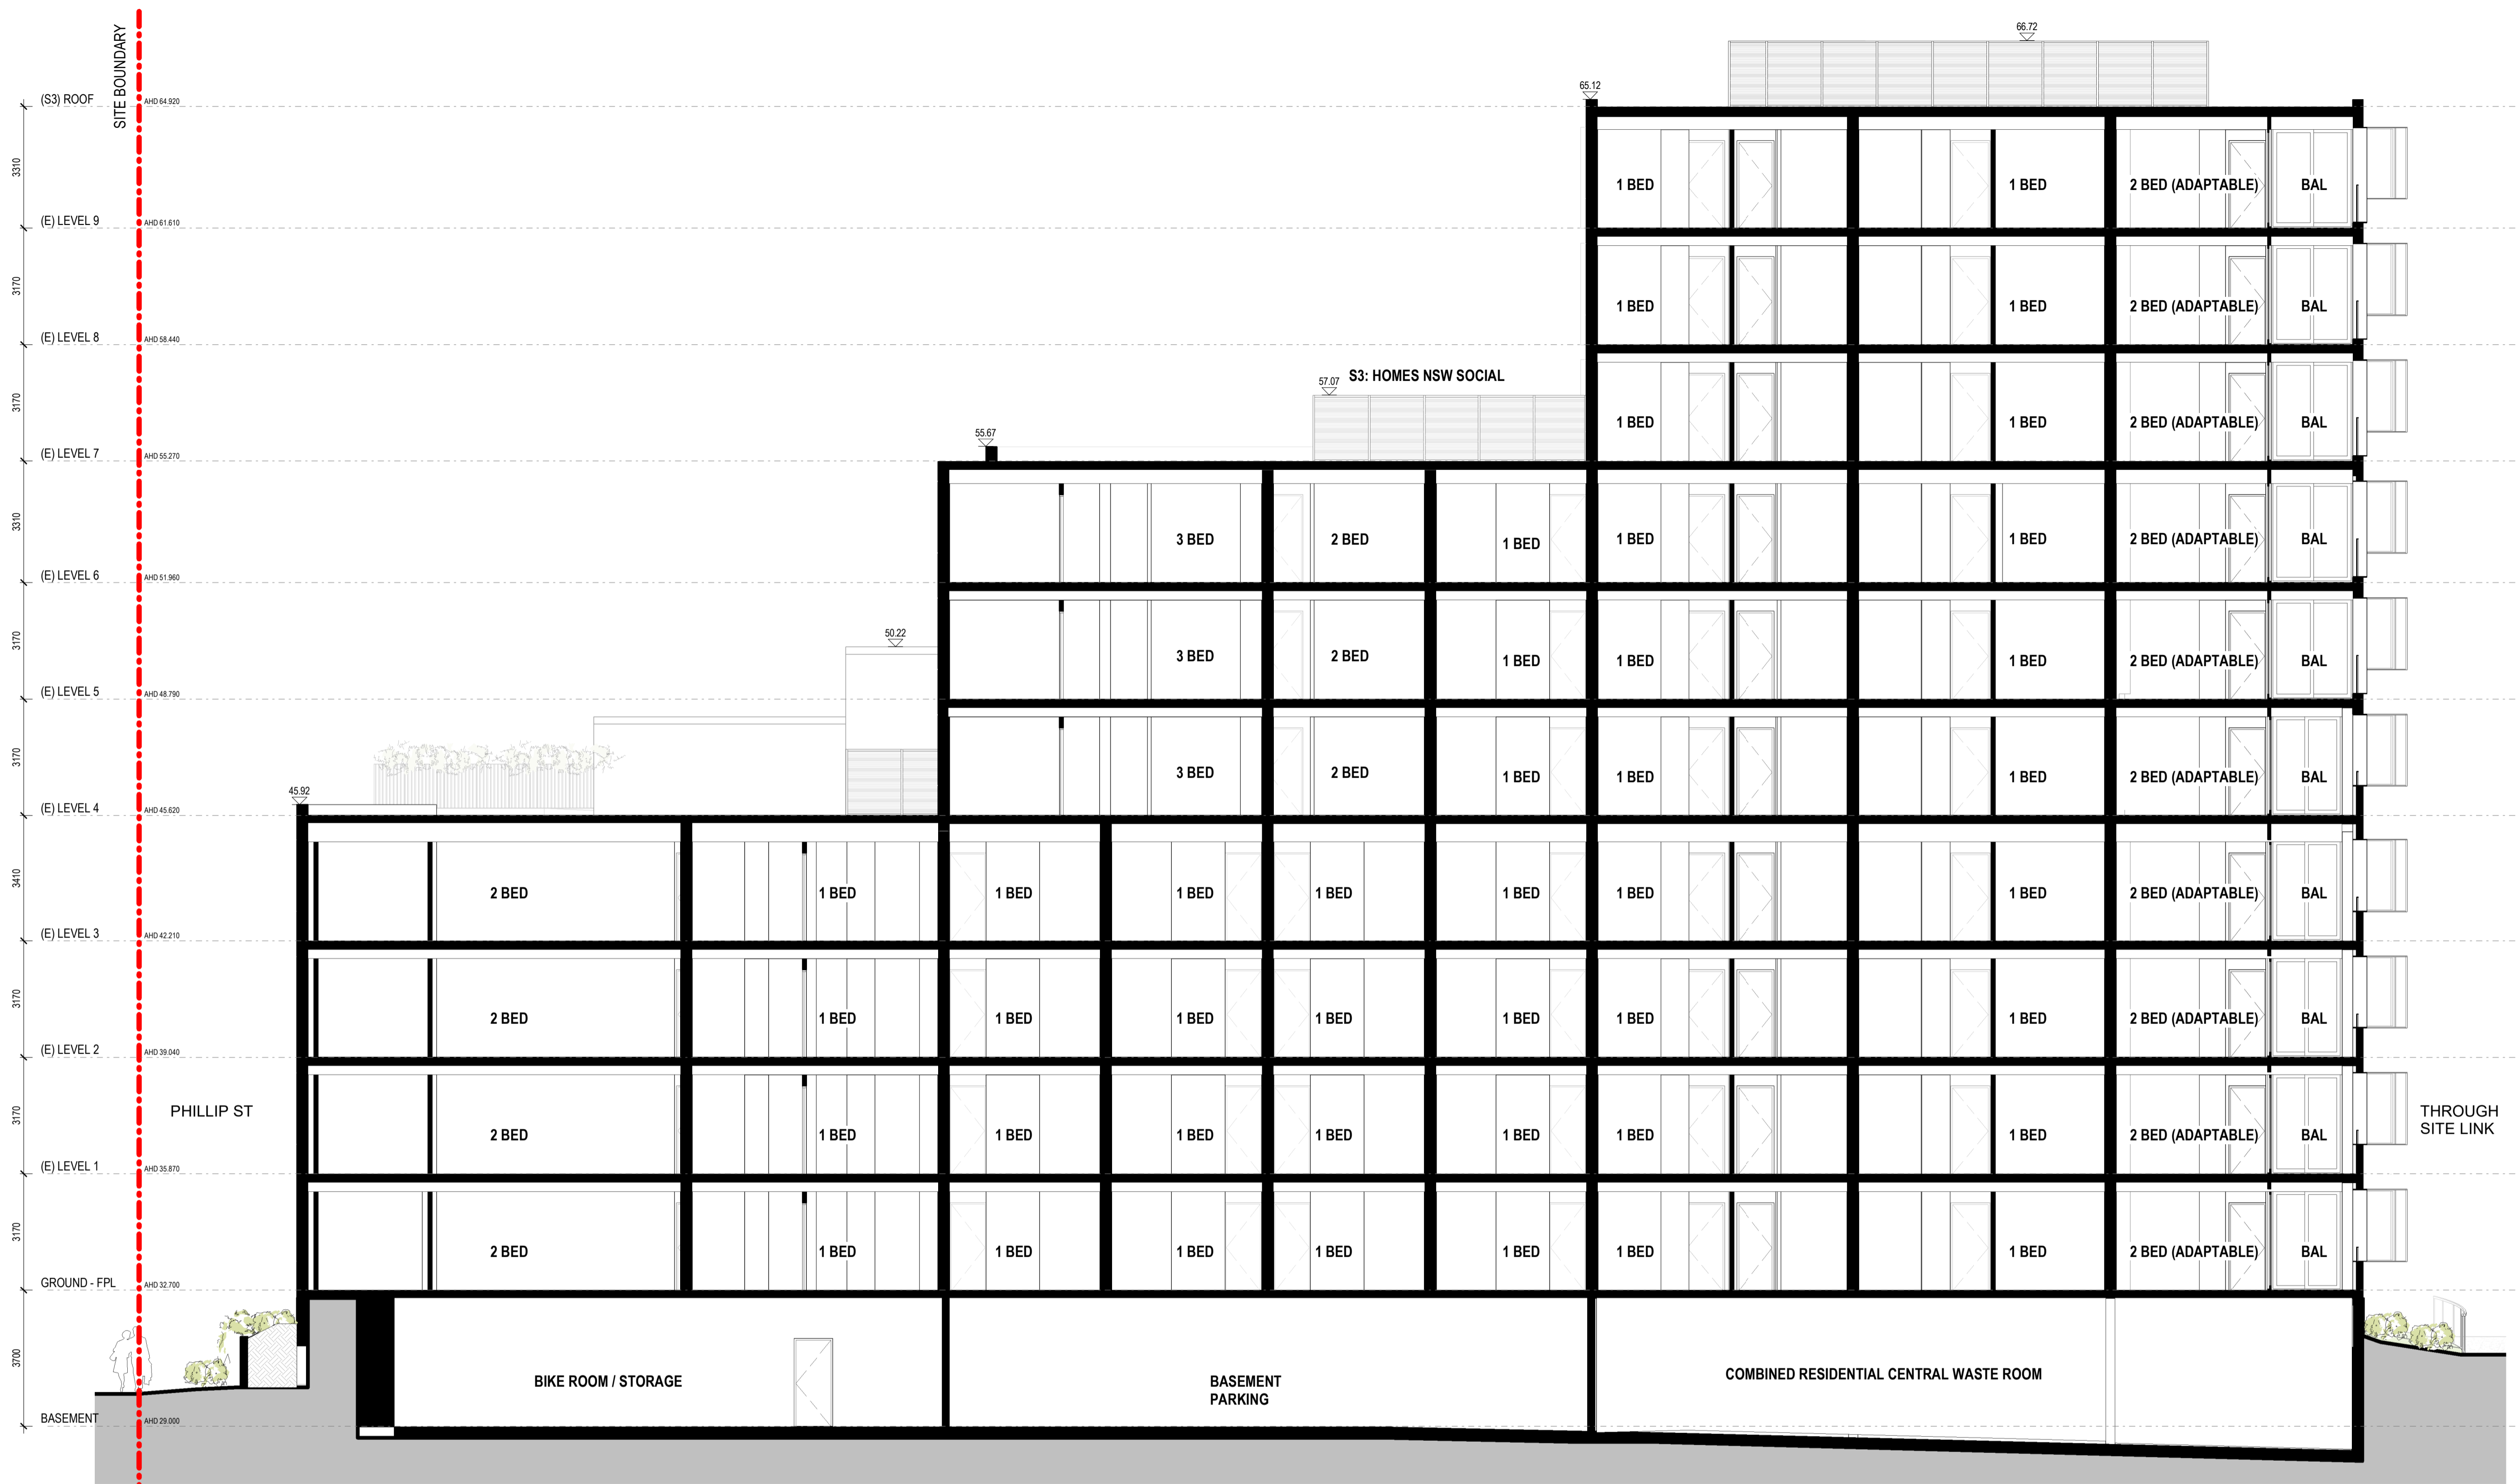 SITE BOUNDARY
66.72
65.12
(S3) ROOF
AHD 64.920
3310
1 BED 1 BED 2 BED (ADAPTABLE) BAL
(E) LEVEL 9
AHD 61.610
3170
1 BED 1 BED 2 BED (ADAPTABLE) BAL
(E) LEVEL 8
AHD 58.440
3170
57.07
S3: HOMES NSW SOCIAL
1 BED 1 BED 2 BED (ADAPTABLE) BAL
55.67
(E) LEVEL 7
AHD 55.270
3310
3 BED 2 BED 1 BED 1 BED 1 BED 2 BED (ADAPTABLE) BAL
(E) LEVEL 6
AHD 51.960
3170
50.22
3 BED 2 BED 1 BED 1 BED 1 BED 2 BED (ADAPTABLE) BAL
(E) LEVEL 5
AHD 48.790
3170
3 BED 2 BED 1 BED 1 BED 1 BED 2 BED (ADAPTABLE) BAL
45.92
(E) LEVEL 4
AHD 45.620
3410
2 BED 1 BED 1 BED 1 BED 1 BED 1 BED 1 BED 1 BED 2 BED (ADAPTABLE) BAL
(E) LEVEL 3
AHD 42.210
3170
2 BED 1 BED 1 BED 1 BED 1 BED 1 BED 1 BED 1 BED 2 BED (ADAPTABLE) BAL
(E) LEVEL 2
AHD 39.040
3170
PHILLIP ST
THROUGH
SITE LINK
2 BED 1 BED 1 BED 1 BED 1 BED 1 BED 1 BED 1 BED 2 BED (ADAPTABLE) BAL
(E) LEVEL 1
AHD 35.870
3170
2 BED 1 BED 1 BED 1 BED 1 BED 1 BED 1 BED 1 BED 2 BED (ADAPTABLE) BAL
GROUND - FPL
AHD 32.700
3700
BIKE ROOM / STORAGE
BASEMENT
PARKING
COMBINED RESIDENTIAL CENTRAL WASTE ROOM
BASEMENT
AHD 29.000